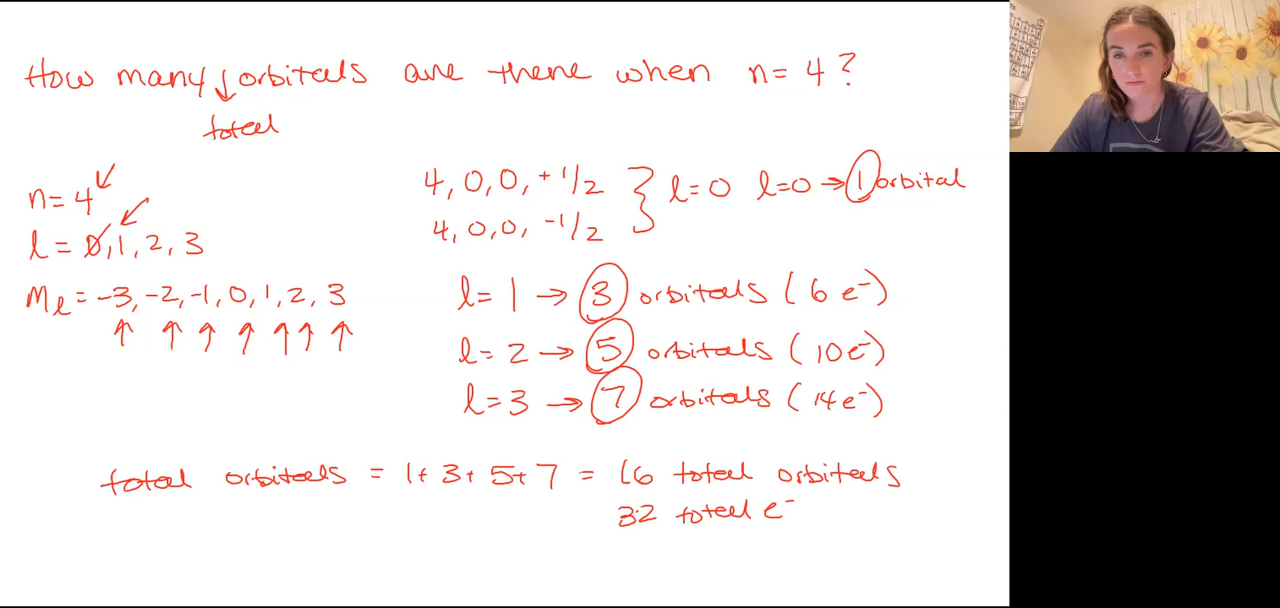 How many orbitals are there when n= 4?
total
n= 4
l = 0, 1, 2, 3
ml = -3, -2, -1, 0, 1, 2, 3
4, 0, 0, +1/2
4, 0, 0, -1/2
} l=0 l=0 → 1 orbital
l= 1 → 3 orbitals (6 e-)
l= 2 → 5 orbitals (10e-)
l=3 → 7 orbitals (14e-)
total orbitals = 1+ 3+ 5+ 7 = 16 total orbitals
32 total e-